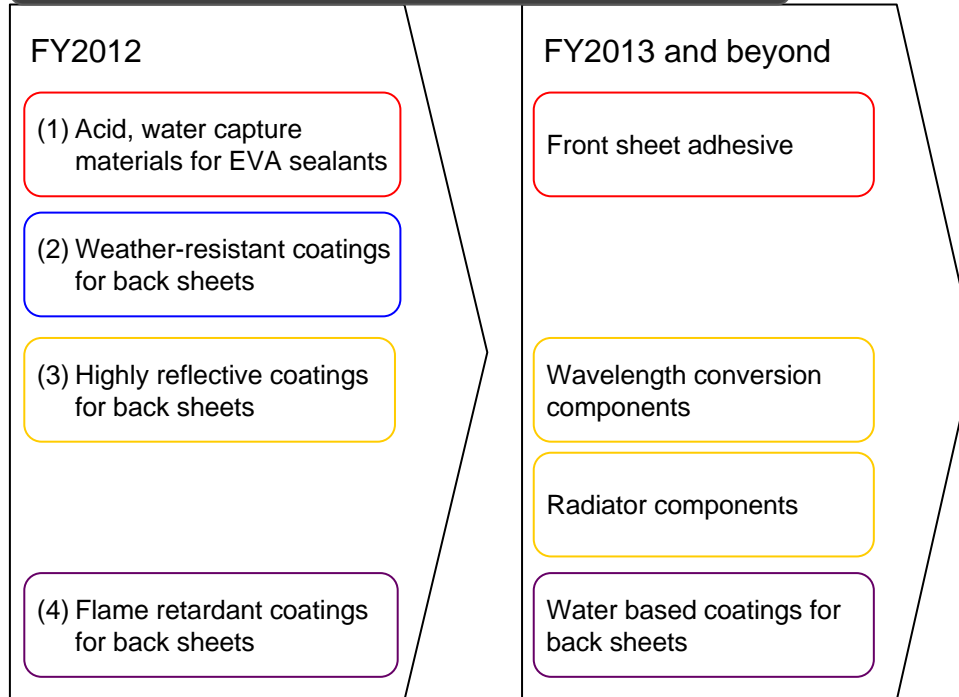 FY2012
(1) Acid, water capture
materials for EVA sealants
(2) Weather-resistant coatings
for back sheets
(3) Highly reflective coatings
for back sheets
(4) Flame retardant coatings
for back sheets
FY2013 and beyond
Front sheet adhesive
Wavelength conversion
components
Radiator components
Water based coatings for
back sheets